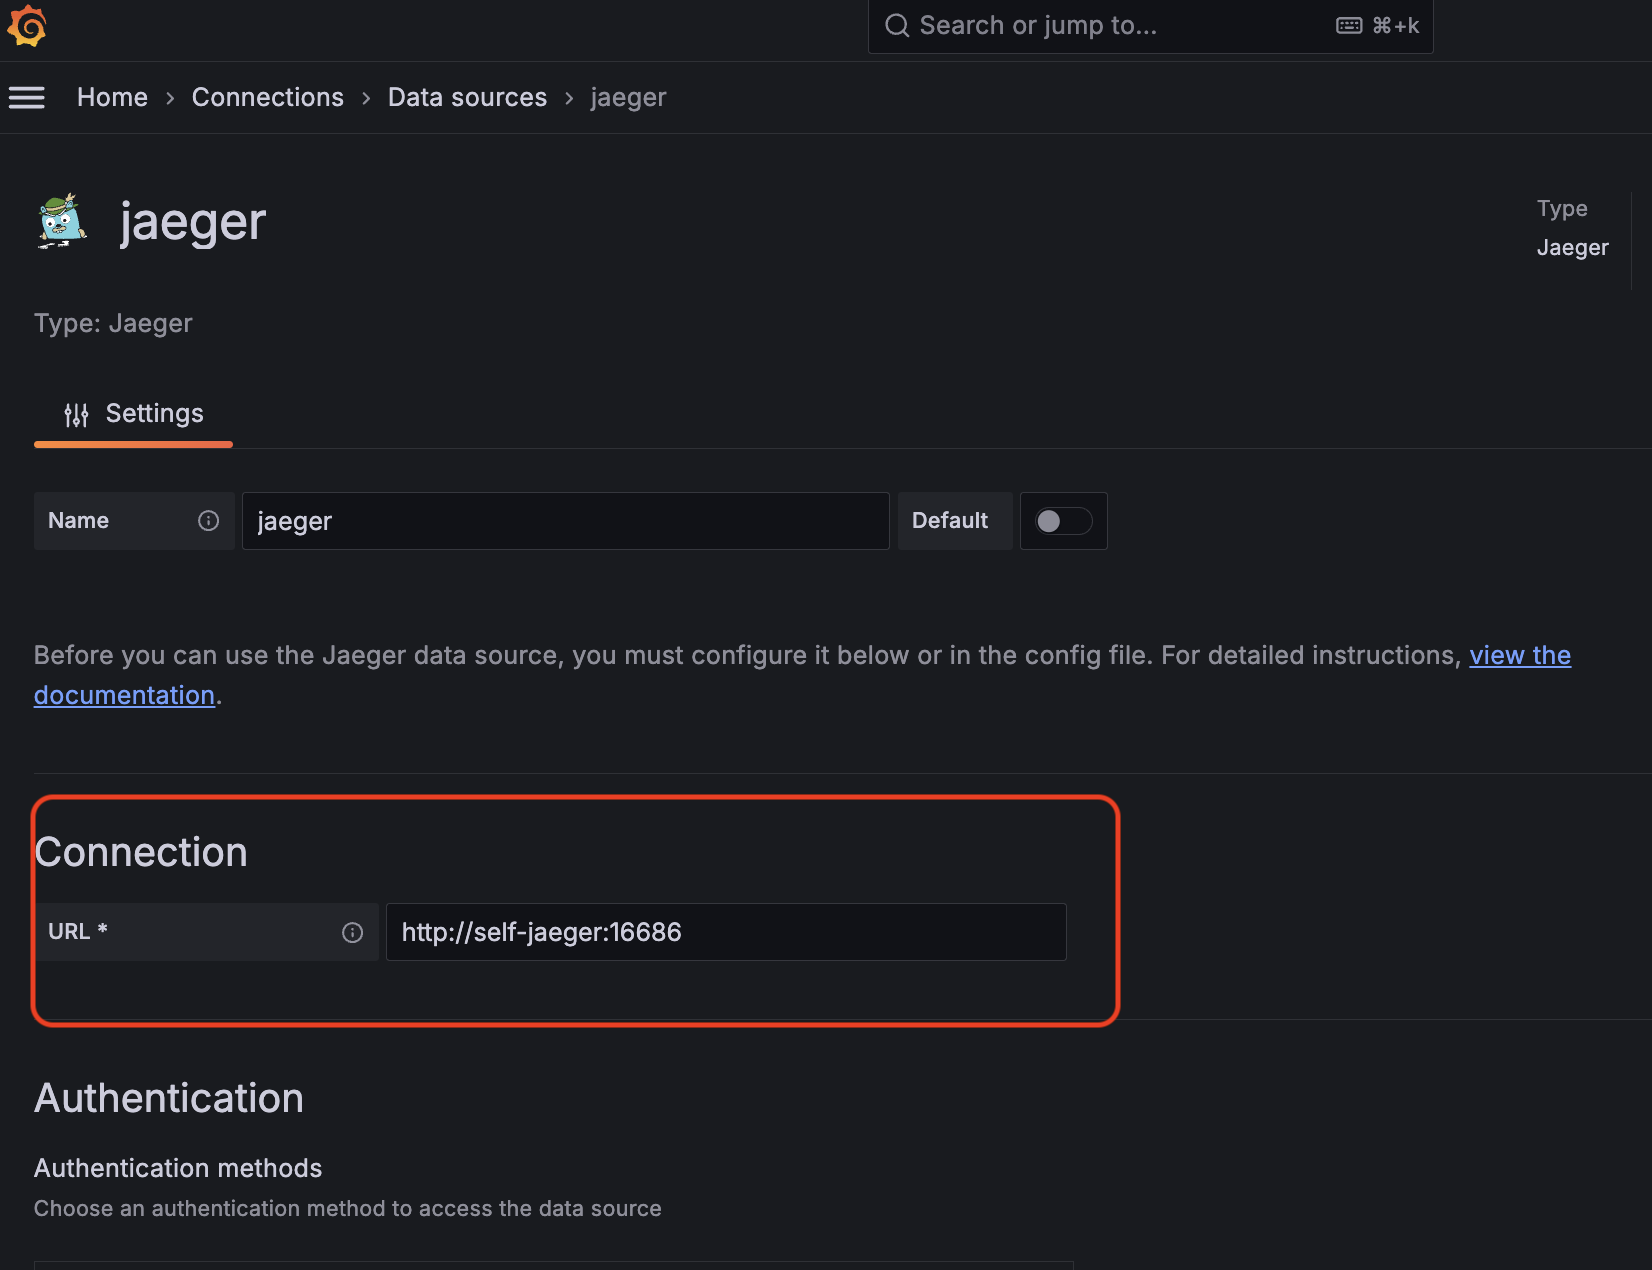 Search or jump to... ⌘+k
Home › Connections › Data sources › jaeger
jaeger
Type
Jaeger
Type: Jaeger
Settings
Name jaeger Default
Before you can use the Jaeger data source, you must configure it below or in the config file. For detailed instructions, view the
documentation.
Connection
URL * http://self-jaeger:16686
Authentication
Authentication methods
Choose an authentication method to access the data source